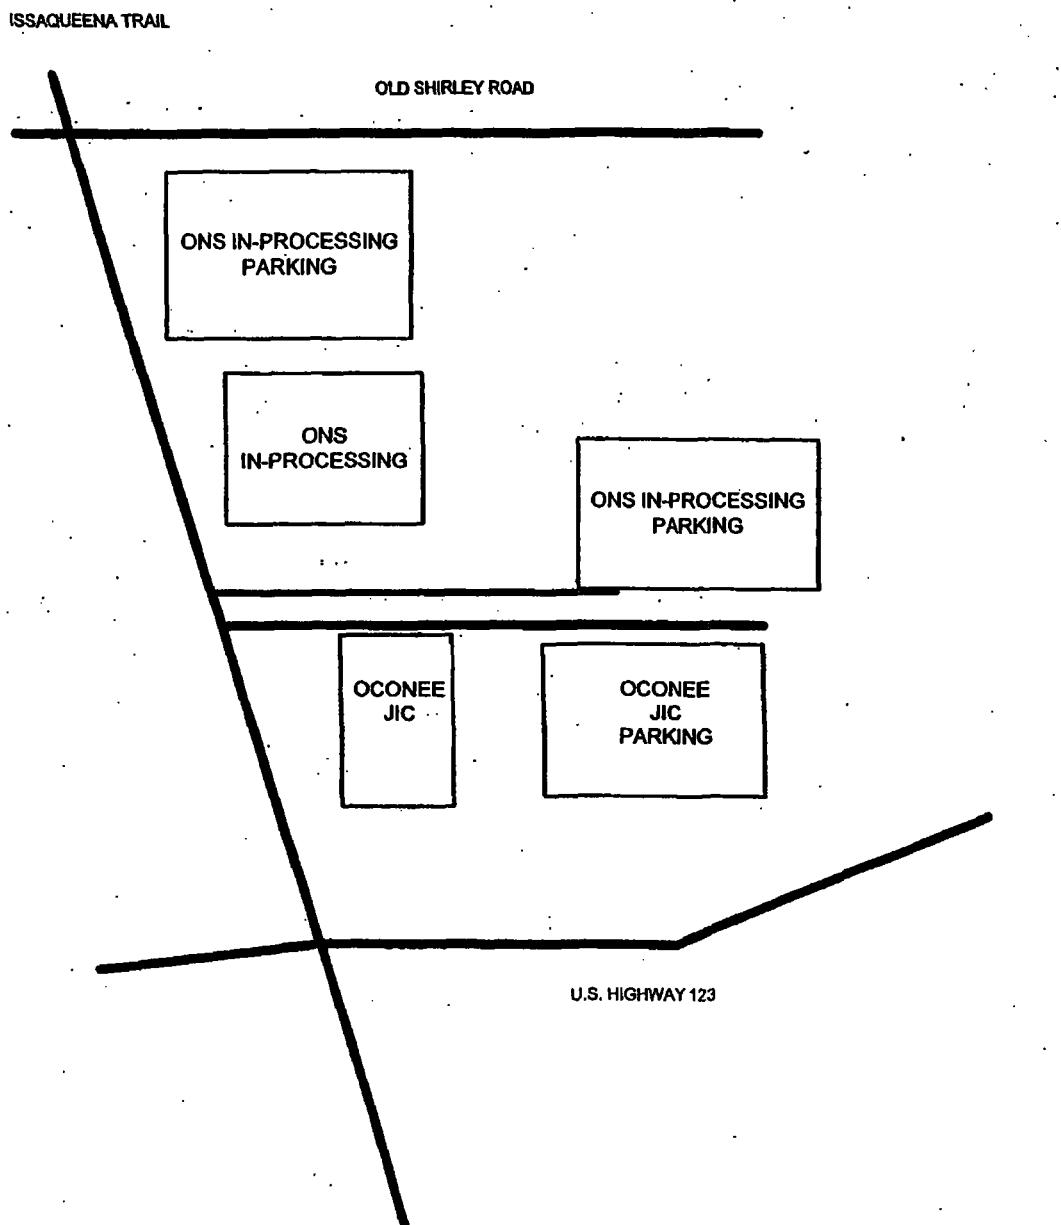 ISSAQUEENA TRAIL
OLD SHIRLEY ROAD
ONS IN-PROCESSING
PARKING
ONS
IN-PROCESSING
ONS IN-PROCESSING
PARKING
OCONEE
JIC
OCONEE
JIC
PARKING
U.S. HIGHWAY 123